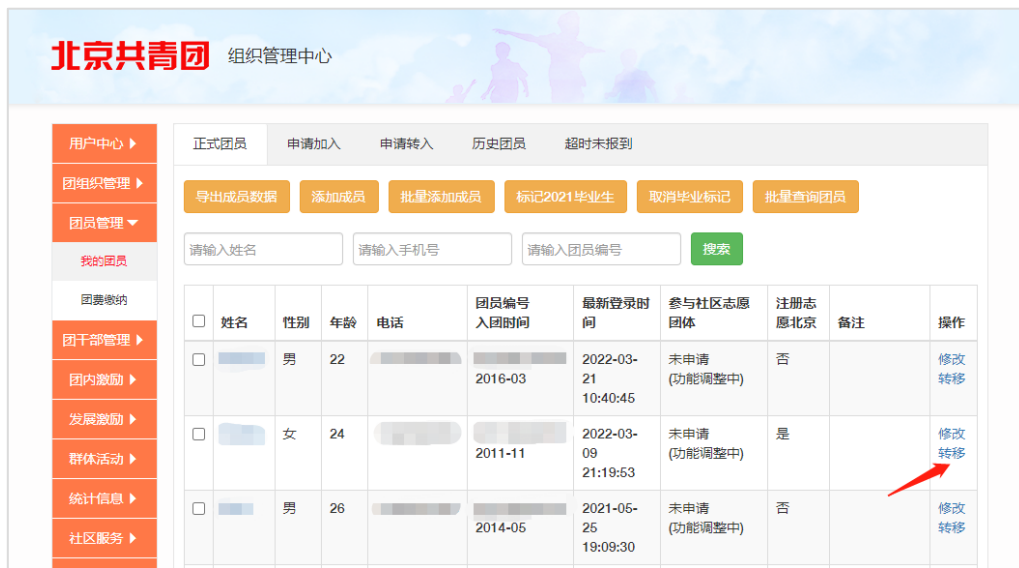 北京共青团 组织管理中心
用户中心
团组织管理
团员管理
我的团员
团费缴纳
团干部管理
团内激励
发展激励
群体活动
统计信息
社区服务
正式团员 申请加入 申请转入 历史团员 超时未报到
导出成员数据 添加成员 批量添加成员 标记2021毕业生 取消毕业标记 批量查询团员
请输入姓名 请输入手机号 请输入团员编号 搜索
姓名 性别 年龄 电话 团员编号 入团时间 最新登录时间 参与社区志愿团体 注册志愿北京 备注 操作
男 22 2016-03 2022-03-21 10:40:45 未申请 (功能调整中) 否 修改 转移
女 24 2011-11 2022-03-09 21:19:53 未申请 (功能调整中) 是 修改 转移
男 26 2014-05 2021-05-25 19:09:30 未申请 (功能调整中) 否 修改 转移